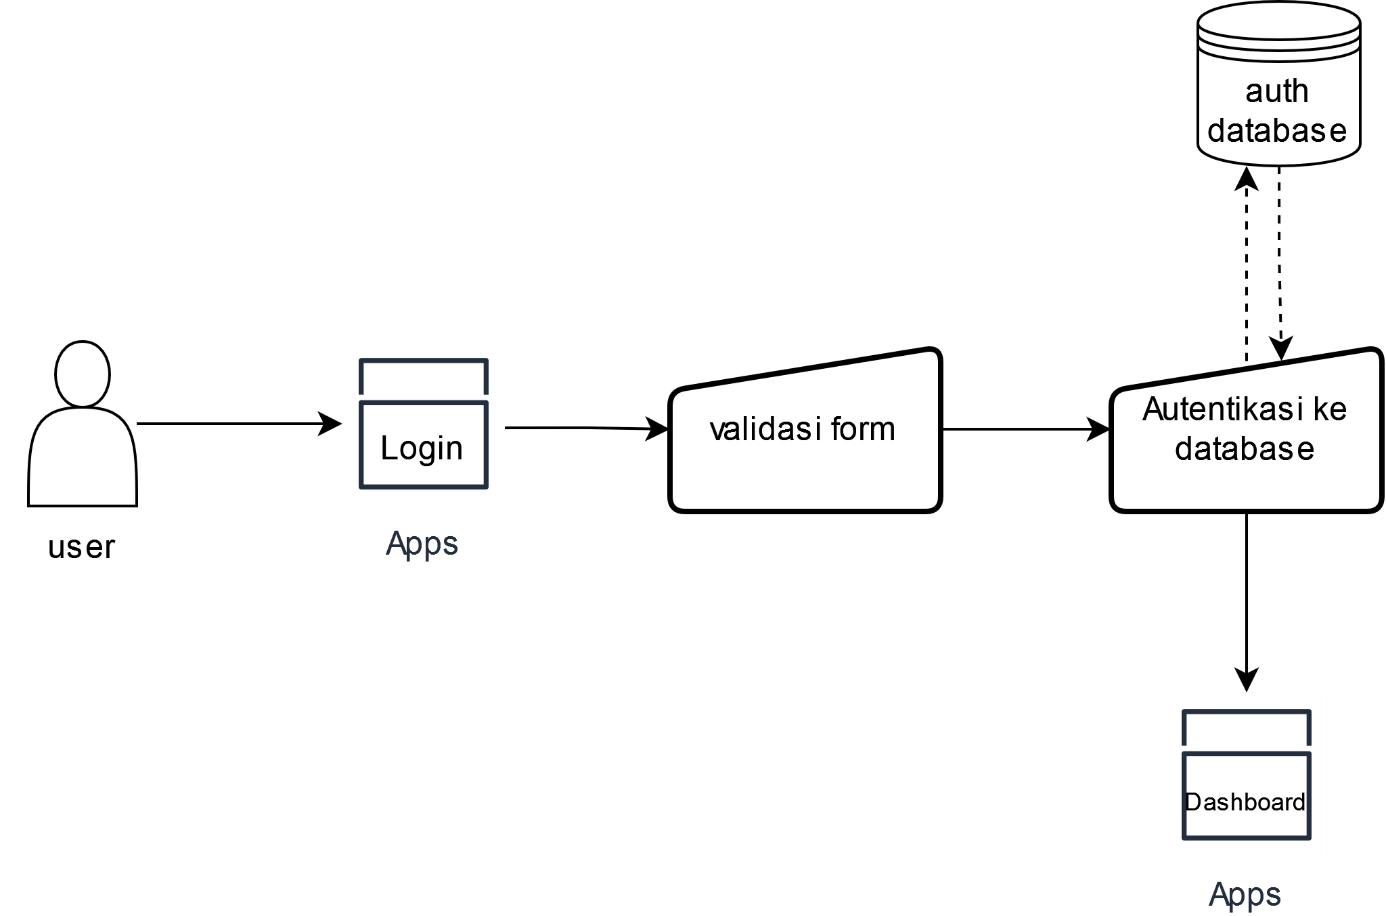 auth
database
user
Login
Apps
validasi form
Autentikasi ke
database
Dashboard
Apps